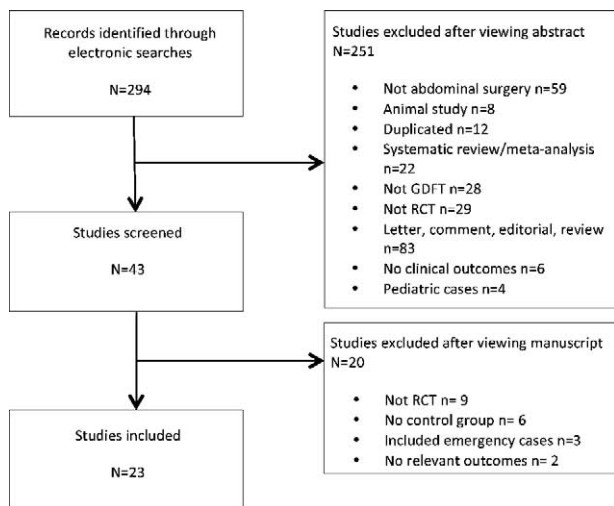 Records identified through
electronic searches
N=294
Studies excluded after viewing abstract
N=251
• Not abdominal surgery n=59
• Animal study n=8
• Duplicated n=12
• Systematic review/meta-analysis
n=22
• Not GDFT n=28
• Not RCT n=29
• Letter, comment, editorial, review
n=83
• No clinical outcomes n=6
• Pediatric cases n=4
Studies screened
N=43
Studies excluded after viewing manuscript
N=20
• Not RCT n= 9
• No control group n= 6
• Included emergency cases n=3
• No relevant outcomes n= 2
Studies included
N=23